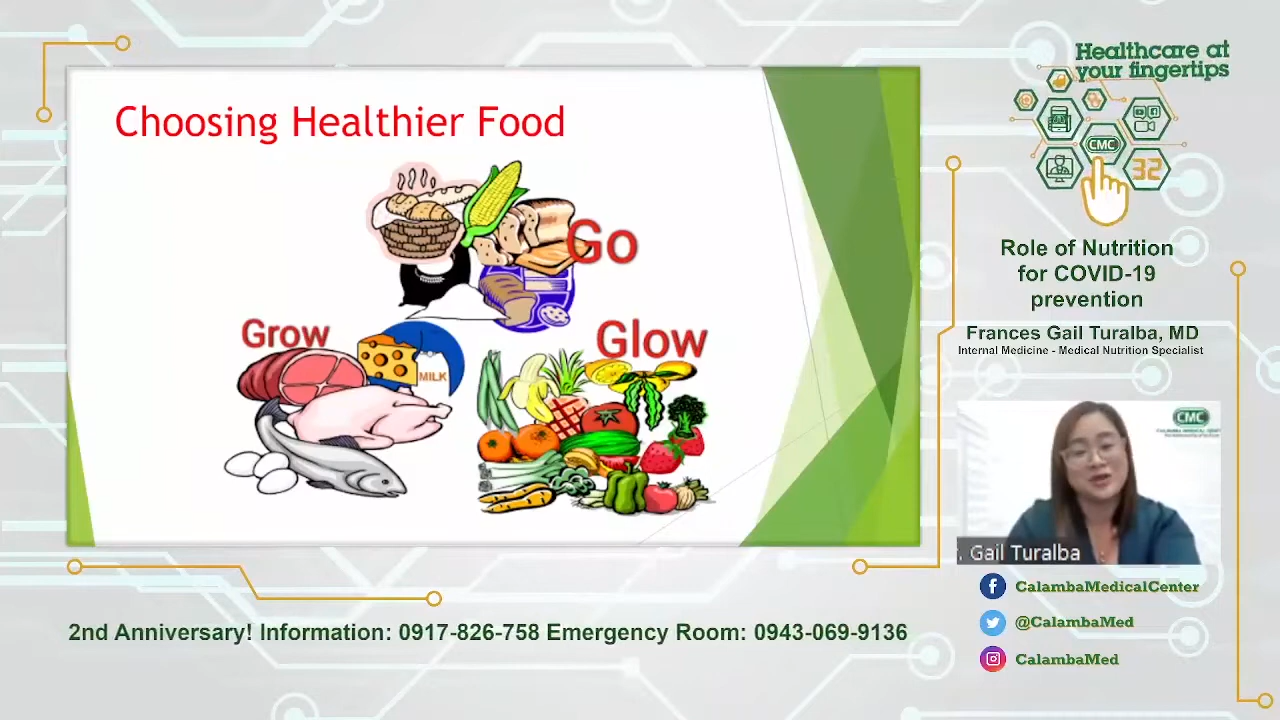 Choosing Healthier Food
Go
Grow
MILK
Glow
Healthcare at
your fingertips
CMC
32
Role of Nutrition
for COVID-19
prevention
Frances Gail Turalba, MD
Internal Medicine - Medical Nutrition Specialist
CMC
. Gail Turalba
CalambaMedicalCenter
@CalambaMed
CalambaMed
2nd Anniversary! Information: 0917-826-758 Emergency Room: 0943-069-9136